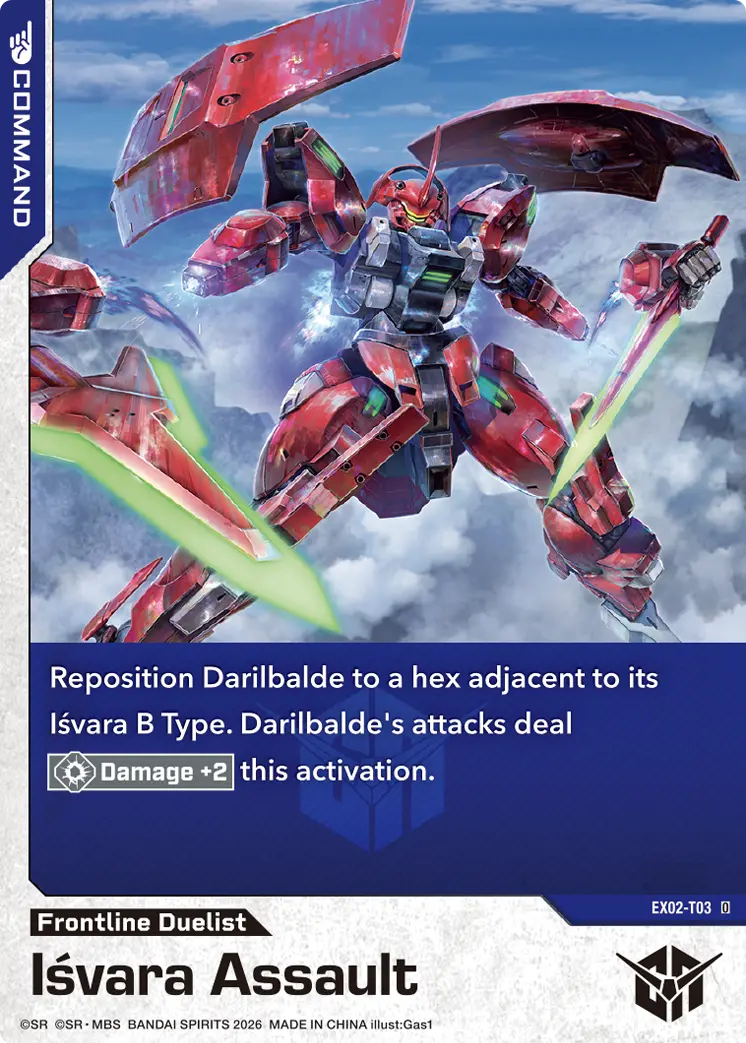 COMMAND
Reposition Darilbalde to a hex adjacent to its
Iśvara B Type. Darilbalde's attacks deal
Damage +2 this activation.
EX02-T03 0
Frontline Duelist
Iśvara Assault
©SR ©SR・MBS BANDAI SPIRITS 2026 MADE IN CHINA illust:Gas1